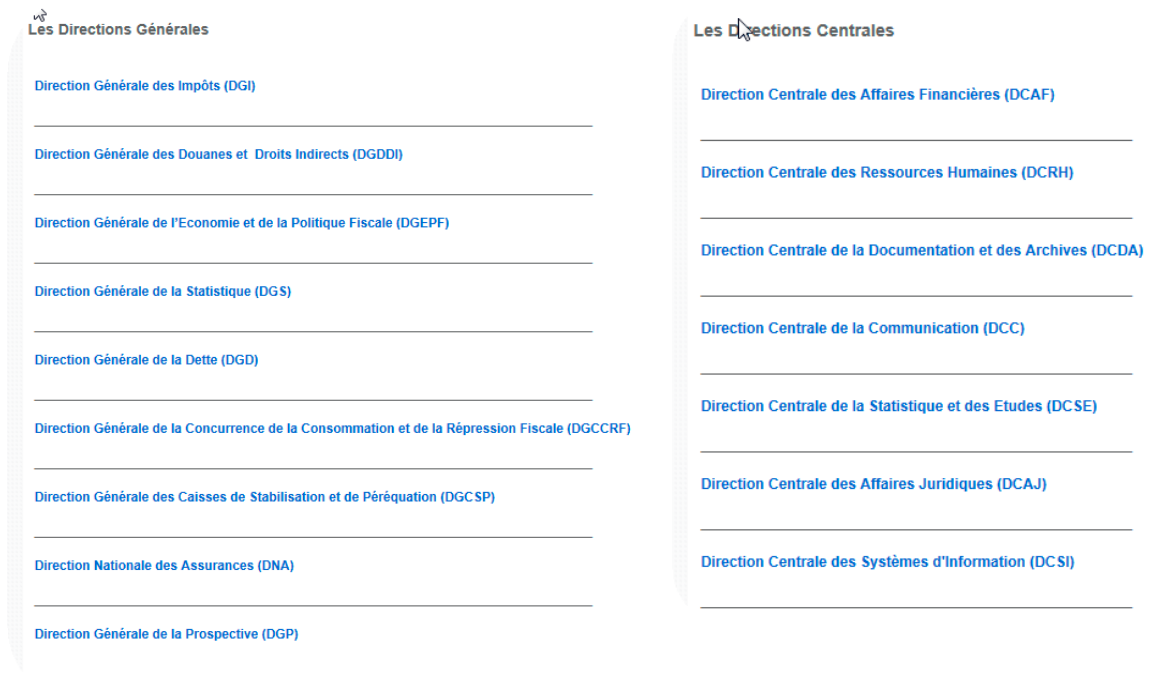 Les Directions Générales
Direction Générale des Impôts (DGI)
Direction Générale des Douanes et Droits Indirects (DGDDI)
Direction Générale de l'Economie et de la Politique Fiscale (DGEPF)
Direction Générale de la Statistique (DGS)
Direction Générale de la Dette (DGD)
Direction Générale de la Concurrence de la Consommation et de la Répression Fiscale (DGCCRF)
Direction Générale des Caisses de Stabilisation et de Péréquation (DGCSP)
Direction Nationale des Assurances (DNA)
Direction Générale de la Prospective (DGP)
Les Directions Centrales
Direction Centrale des Affaires Financières (DCAF)
Direction Centrale des Ressources Humaines (DCRH)
Direction Centrale de la Documentation et des Archives (DCDA)
Direction Centrale de la Communication (DCC)
Direction Centrale de la Statistique et des Etudes (DCSE)
Direction Centrale des Affaires Juridiques (DCAJ)
Direction Centrale des Systèmes d'Information (DCSI)